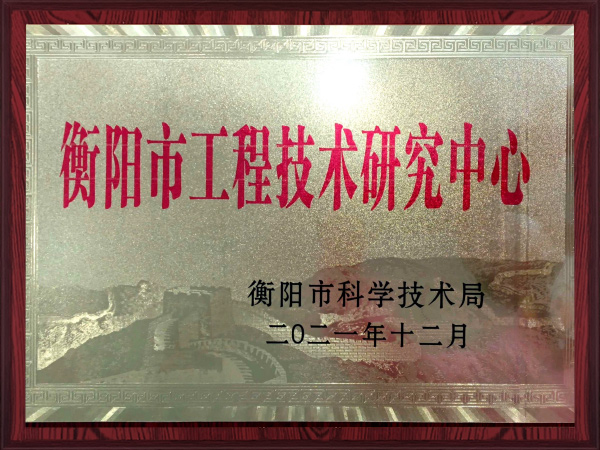 衡阳市工程技术研究中心
衡阳市科学技术局
二〇二一年十二月